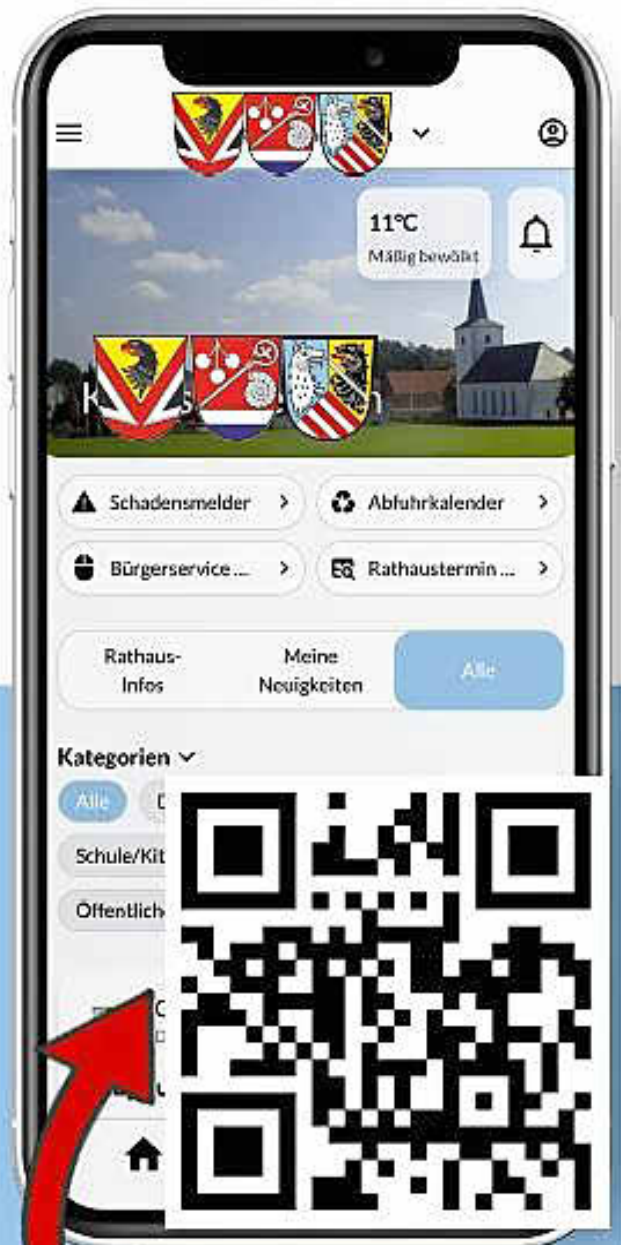 11°C
Mäßig bewölkt
Schadensmelder
Abfuhrkalender
Bürgerservice ...
Rathaustermin ...
Rathaus-
Infos
Meine
Neuigkeiten
Alle
Kategorien
Alle
Schule/Kit
Öffentlich